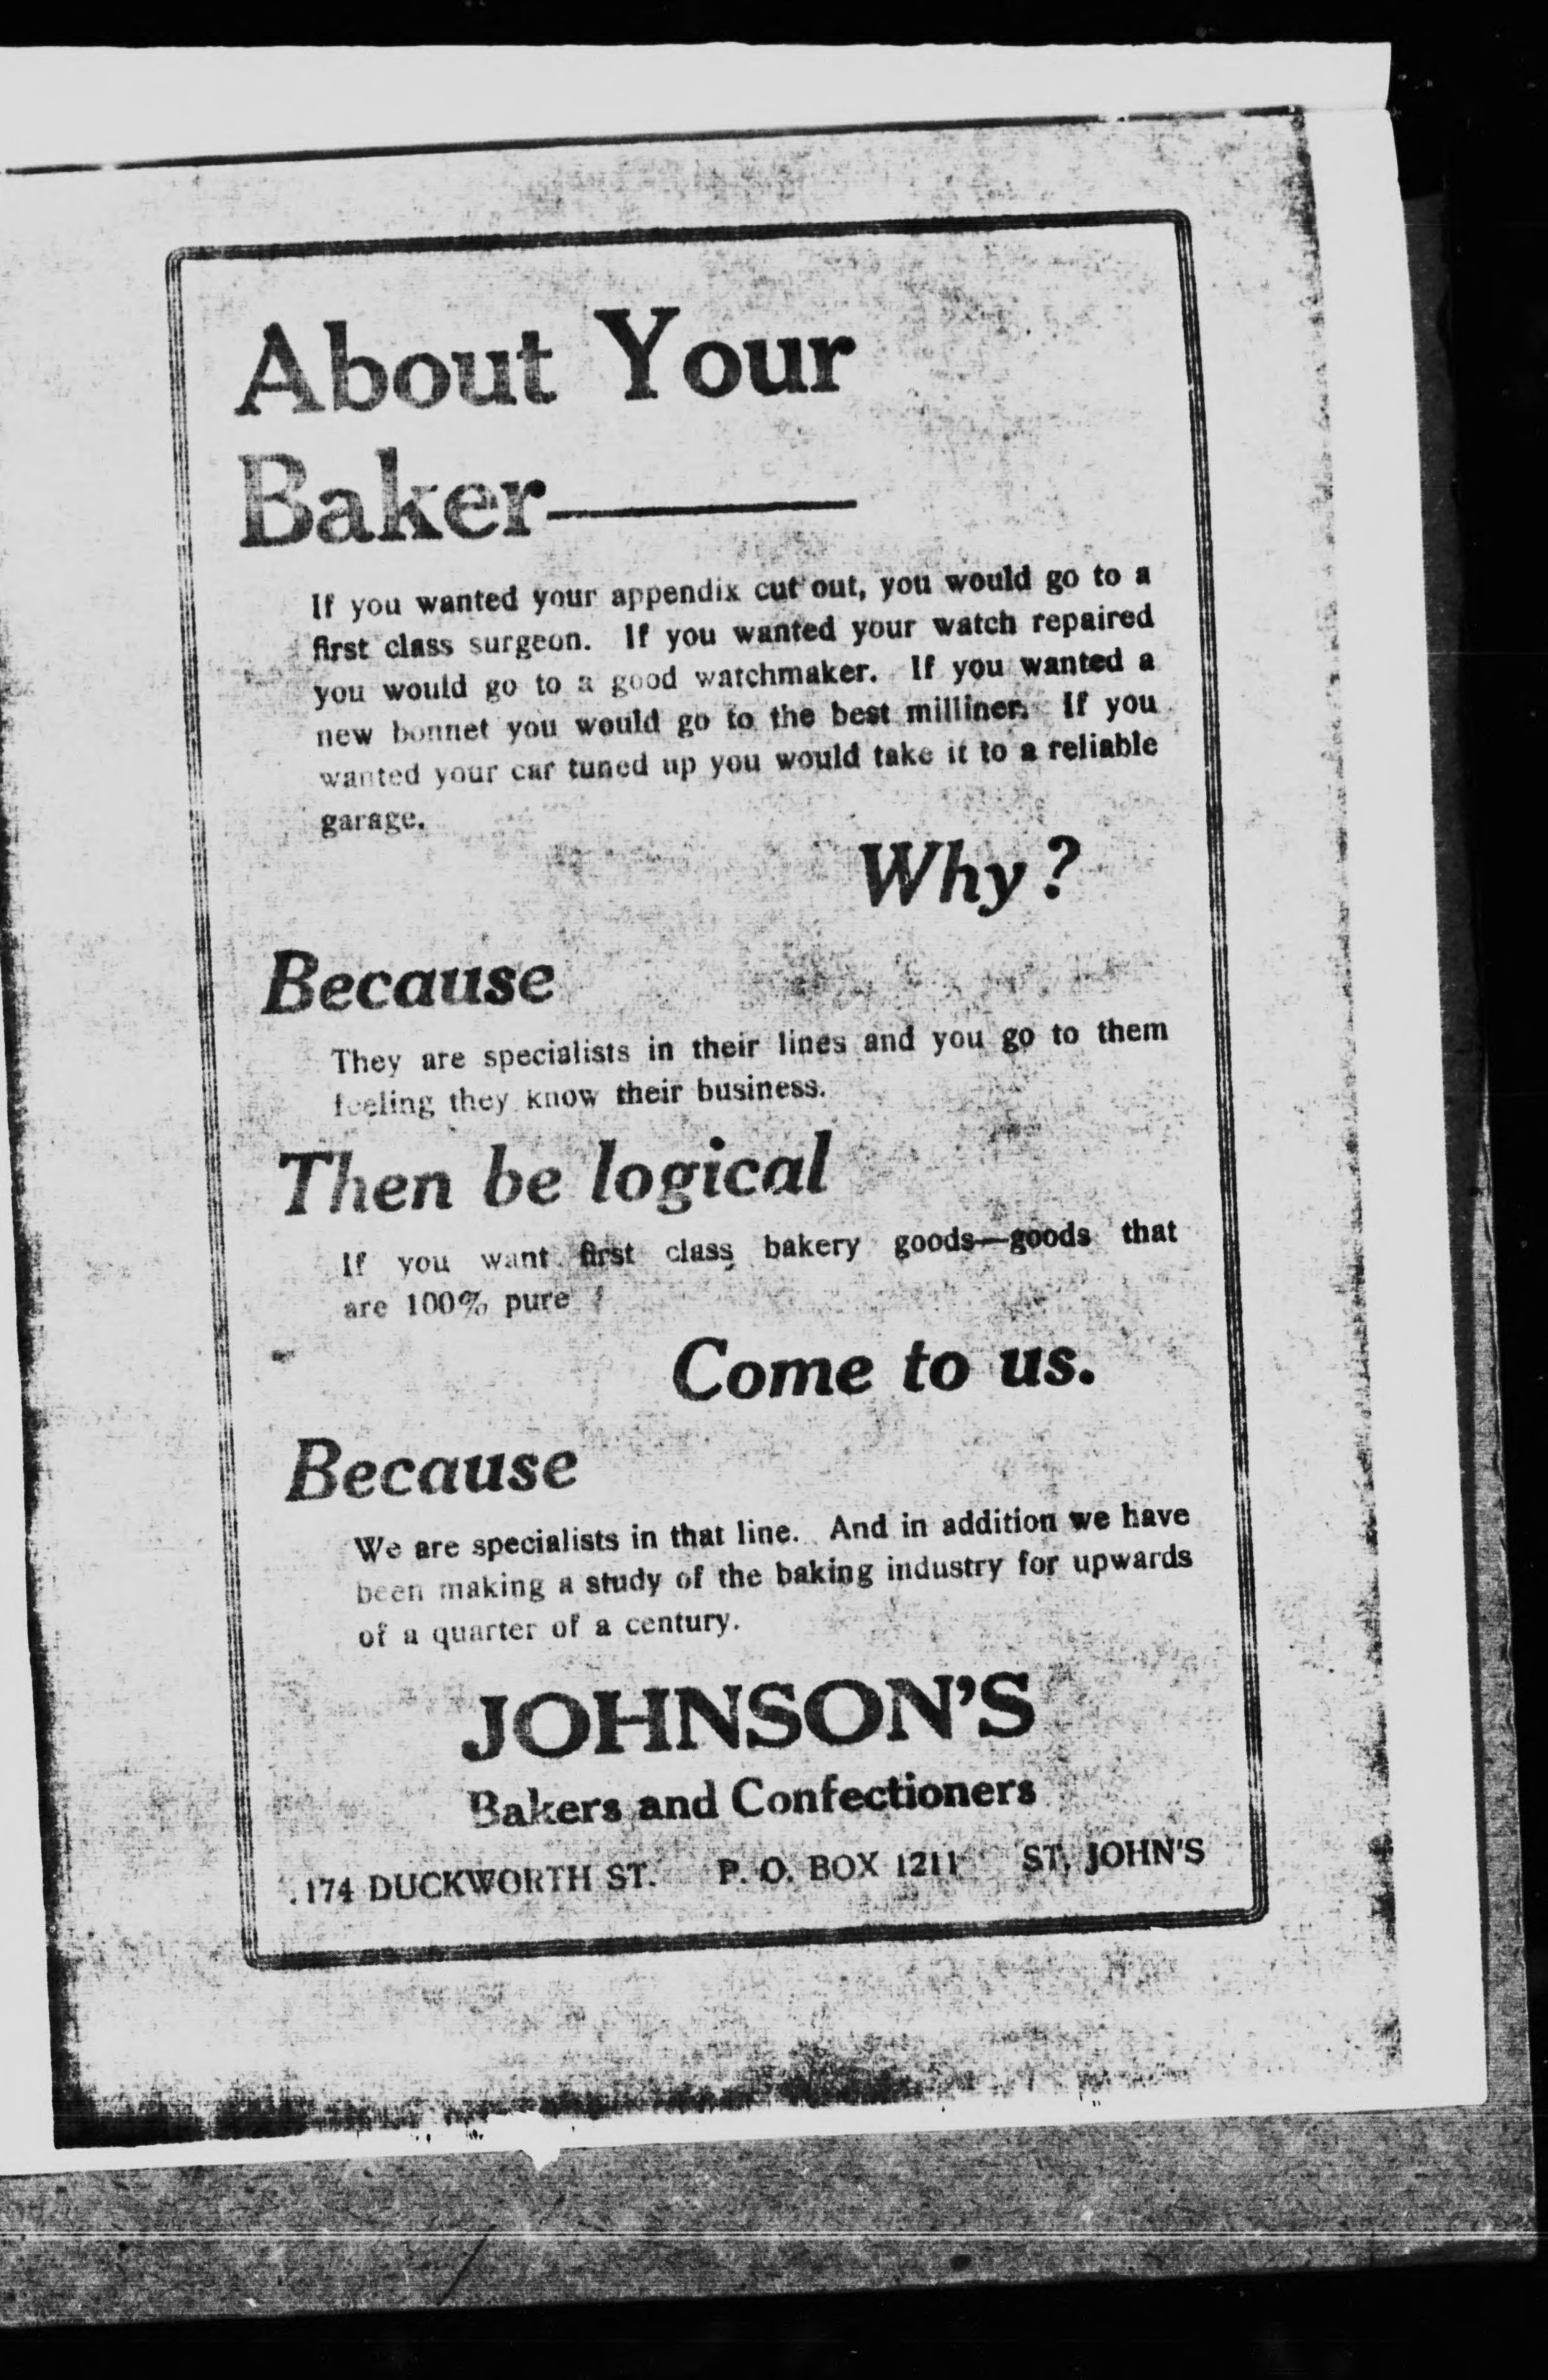 About Your
Baker—
If you wanted your appendix cut out, you would go to a
first class surgeon. If you wanted your watch repaired
you would go to a good watchmaker. If you wanted a
new bonnet you would go to the best milliner. If you
wanted your car tuned up you would take it to a reliable
garage.
Why?
Because
They are specialists in their lines and you go to them
feeling they know their business.
Then be logical
If you want first class bakery goods—goods that
are 100% pure
Come to us.
Because
We are specialists in that line. And in addition we have
been making a study of the baking industry for upwards
of a quarter of a century.
JOHNSON'S
Bakers and Confectioners
174 DUCKWORTH ST. P. O. BOX 1211 ST. JOHN'S